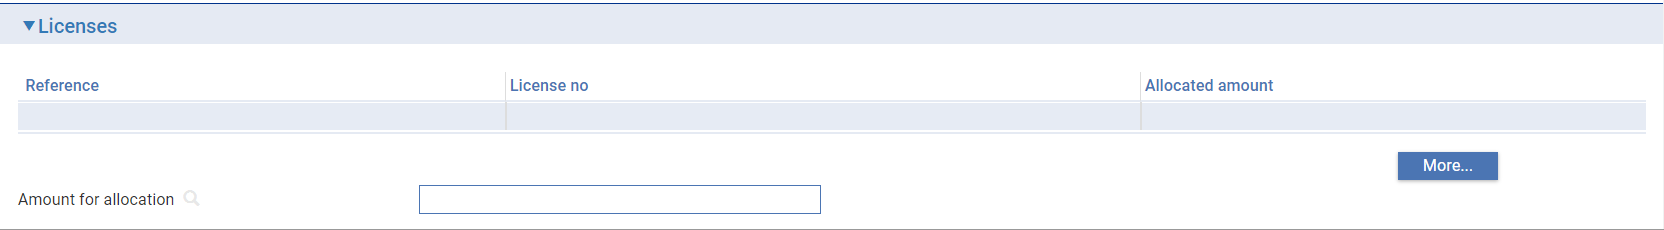 Licenses
Reference License no Allocated amount
More...
Amount for allocation